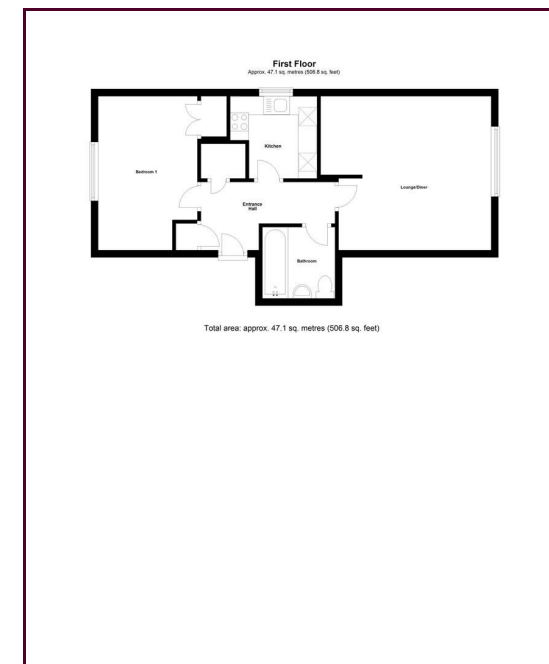 First Floor
Approx. 47.1 sq. metres (506.8 sq. feet)
Kitchen
Bedroom 1
Lounge/Diner
Entrance
Hall
Bathroom
Total area: approx. 47.1 sq. metres (506.8 sq. feet)